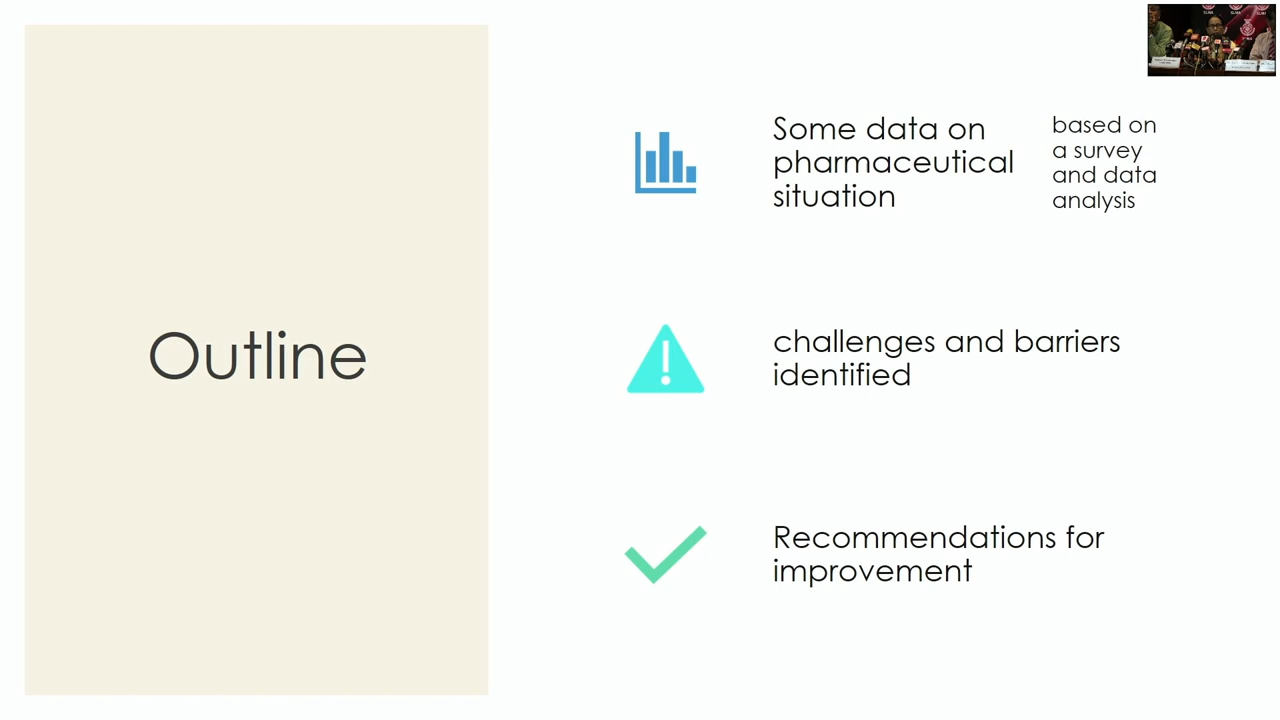 Outline
Some data on
pharmaceutical
situation
based on
a survey
and data
analysis
challenges and barriers
identified
Recommendations for
improvement